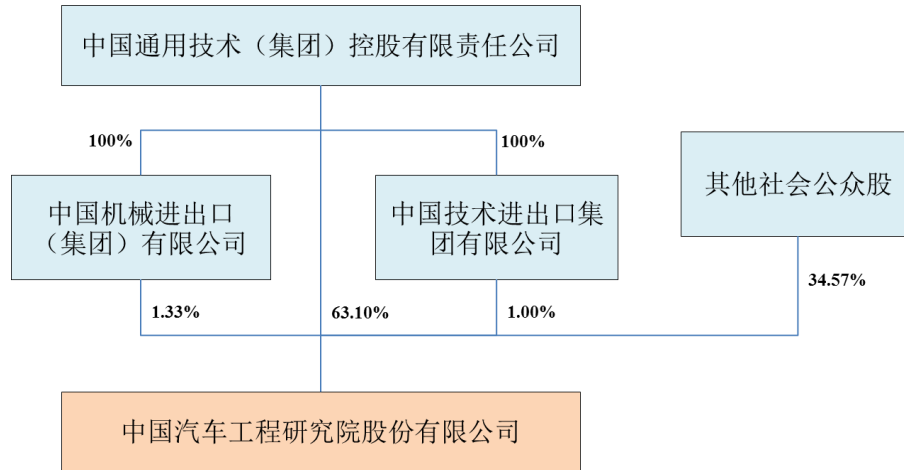 中国通用技术（集团）控股有限责任公司
100%
100%
中国机械进出口
（集团）有限公司
中国技术进出口集
团有限公司
其他社会公众股
1.33%
63.10%
1.00%
34.57%
中国汽车工程研究院股份有限公司